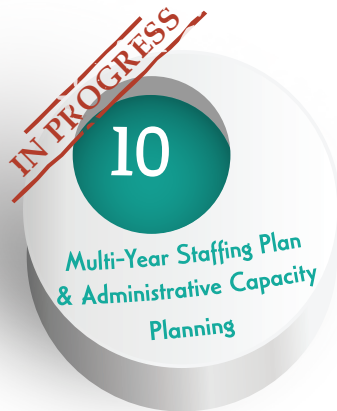 IN PROGRESS
10
Multi-Year Staffing Plan
& Administrative Capacity
Planning